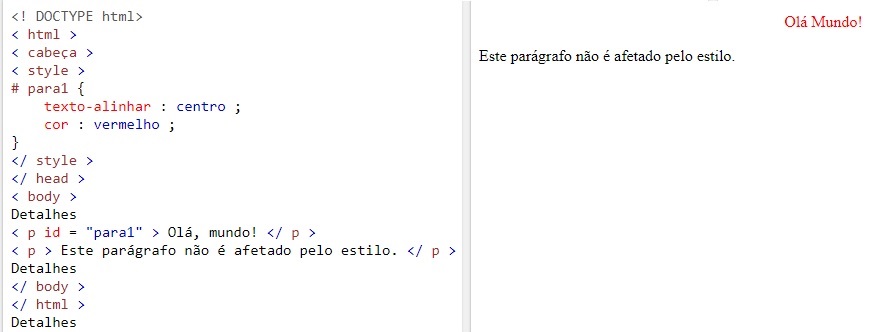 <! DOCTYPE html>
< html >
< cabeça >
< style >
# para1 {
    texto-alinhar : centro ;
    cor : vermelho ;
}
</ style >
</ head >
< body >
Detalhes
< p id = "para1" > Olá, mundo! </ p >
< p > Este parágrafo não é afetado pelo estilo. </ p >
Detalhes
</ body >
</ html >
Detalhes
Olá Mundo!
Este parágrafo não é afetado pelo estilo.